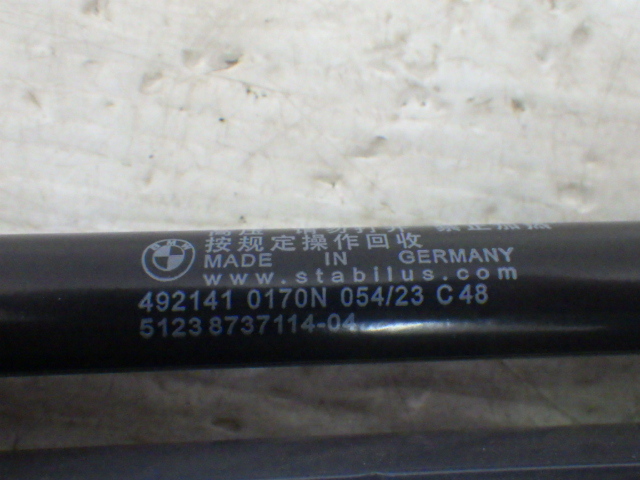 按规定操作回收
BMW
MADE IN GERMANY
www.stabilus.com
492141 0170N 054/23 C48
5123 8737114-04